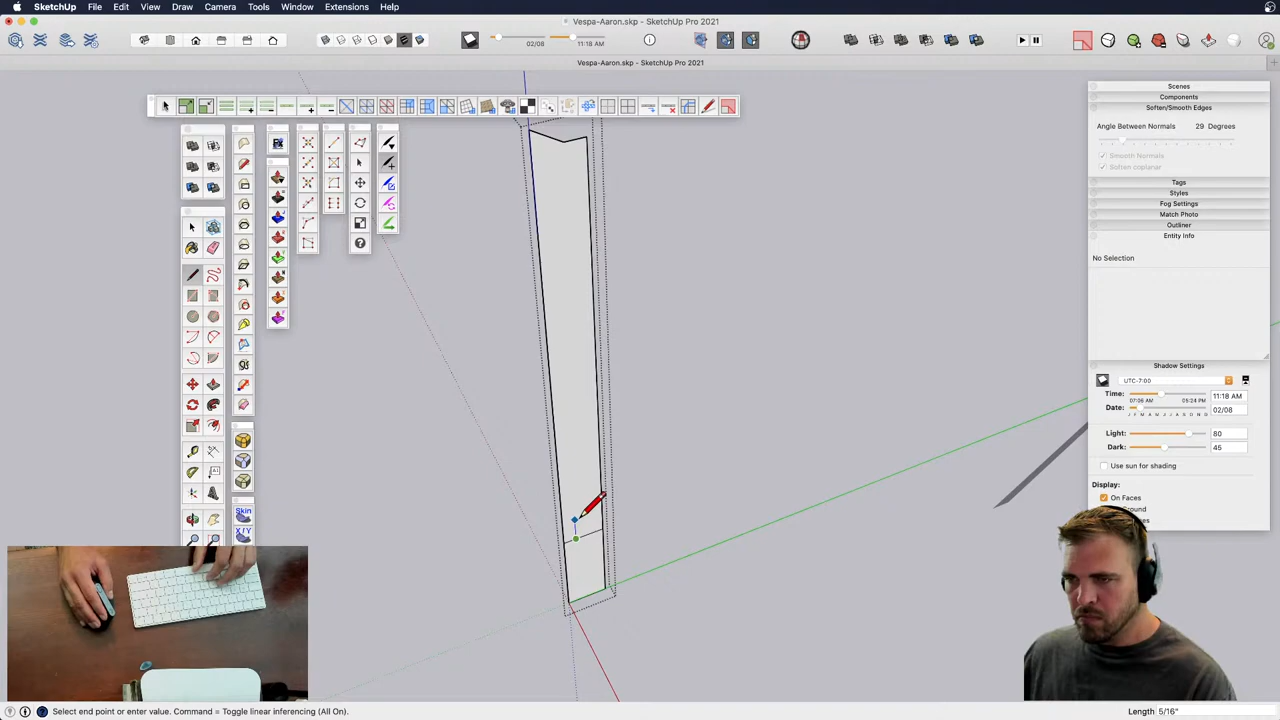 SketchUp File Edit View Draw Camera Tools Window Extensions Help
Vespa-Aaron.skp - SketchUp Pro 2021
02/08 11:18 AM
Vespa-Aaron.skp - SketchUp Pro 2021
Scenes
Components
Soften/Smooth Edges
Angle Between Normals 29 Degrees
Smooth Normals
Soften coplanar
Tags
Styles
Fog Settings
Match Photo
Outliner
Entity Info
No Selection
Shadow Settings
UTC-7:00
Time: 07:06 AM 05:24 PM 11:18 AM
Date: J F M A M J J A S O N D 02/08
Light: 80
Dark: 45
Use sun for shading
Display:
On Faces
Skin
X/Y
Select end point or enter value. Command = Toggle linear inferencing (All On).
Length 5/16"